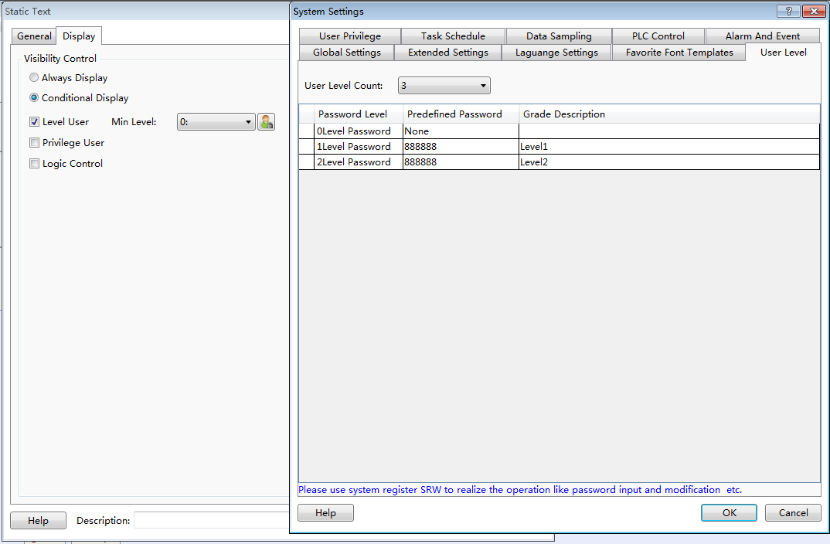 Static Text
General Display
Visibility Control
Always Display
Conditional Display
Level User Min Level: 0:
Privilege User
Logic Control
Help Description:
System Settings
User Privilege Task Schedule Data Sampling PLC Control Alarm And Event
Global Settings Extended Settings Laguange Settings Favorite Font Templates User Level
User Level Count: 3
Password Level Predefined Password Grade Description
0Level Password None
1Level Password 888888 Level1
2Level Password 888888 Level2
Please use system register SRW to realize the operation like password input and modification etc.
Help OK Cancel